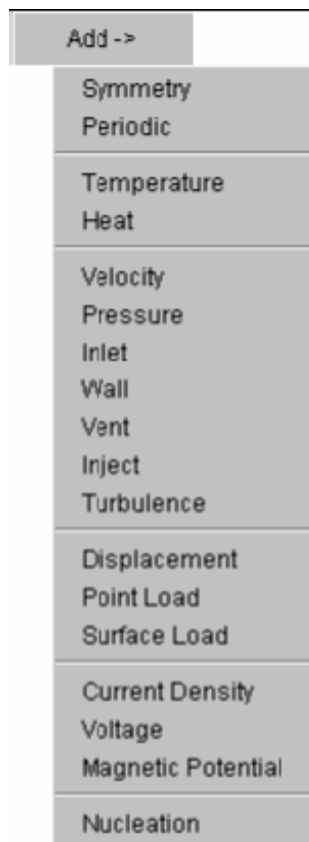 Add ->
Symmetry
Periodic
Temperature
Heat
Velocity
Pressure
Inlet
Wall
Vent
Inject
Turbulence
Displacement
Point Load
Surface Load
Current Density
Voltage
Magnetic Potential
Nucleation